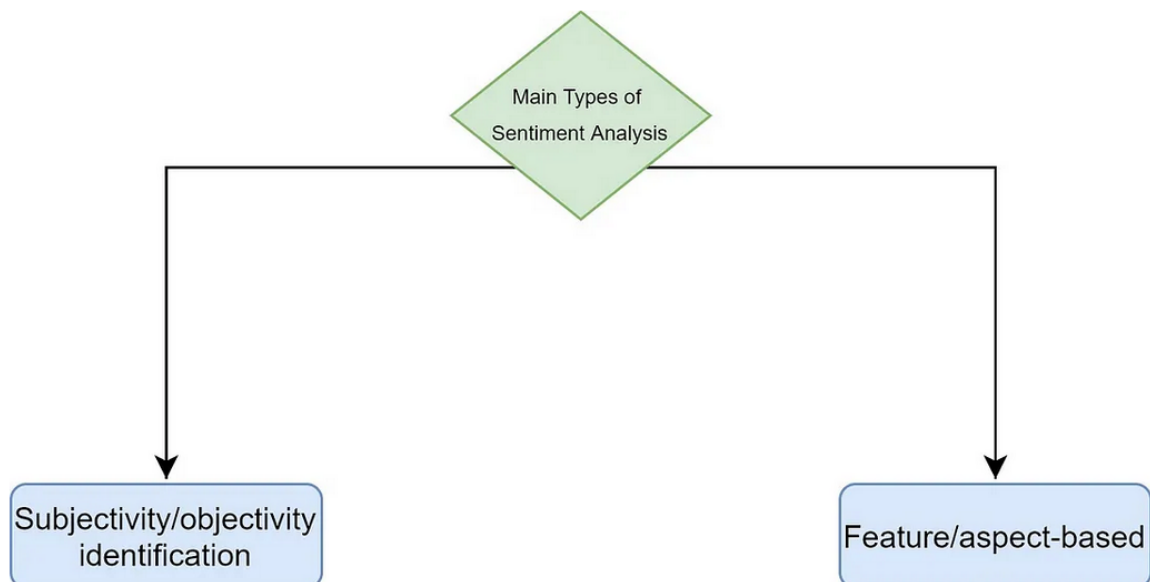 Main Types of
Sentiment Analysis
Subjectivity/objectivity
identification
Feature/aspect-based